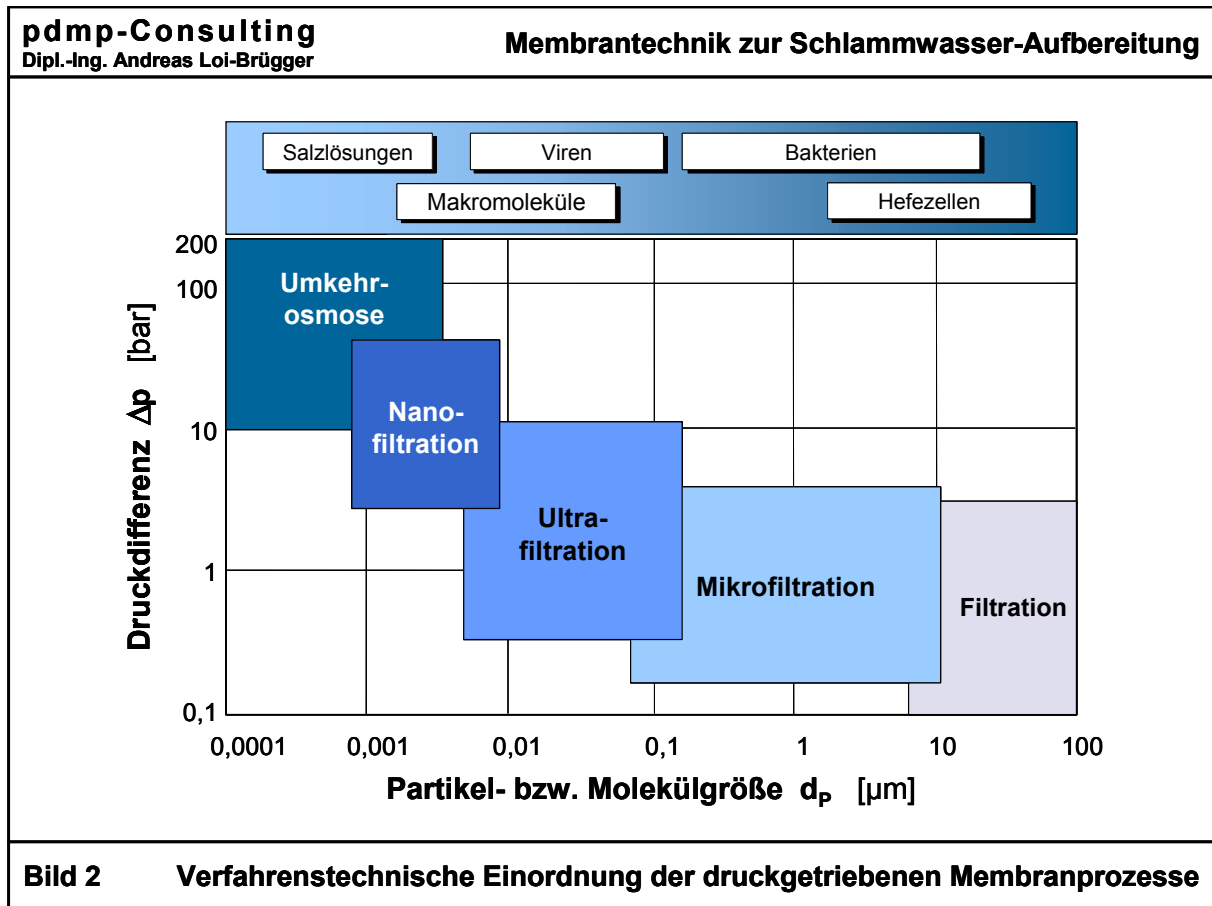 pdmp-Consulting
Dipl.-Ing. Andreas Loi-Brügger
Membrantechnik zur Schlammwasser-Aufbereitung
Salzlösungen
Viren
Bakterien
Makromoleküle
Hefezellen
200
100
10
1
0,1
Druckdifferenz Δp [bar]
Umkehr-
osmose
Nano-
filtration
Ultra-
filtration
Mikrofiltration
Filtration
0,0001 0,001 0,01 0,1 1 10 100
Partikel- bzw. Molekülgröße dP [µm]
Bild 2 Verfahrenstechnische Einordnung der druckgetriebenen Membranprozesse